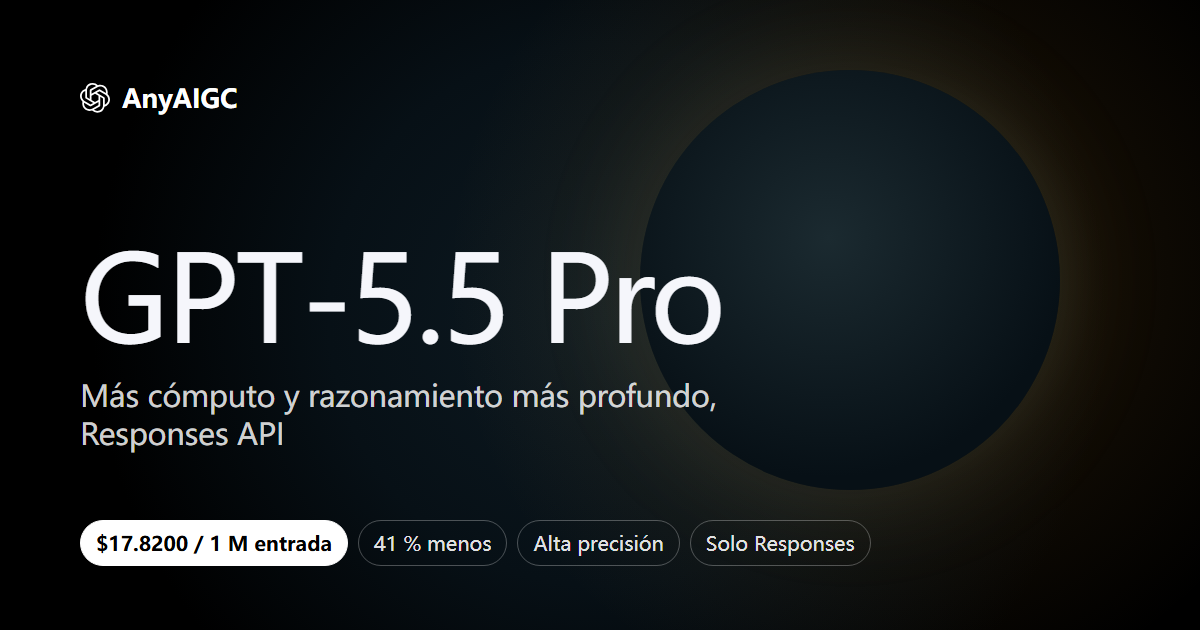 AnyAIGC
GPT-5.5 Pro
Más cómputo y razonamiento más profundo,
Responses API
$17.8200 / 1 M entrada
41 % menos
Alta precisión
Solo Responses